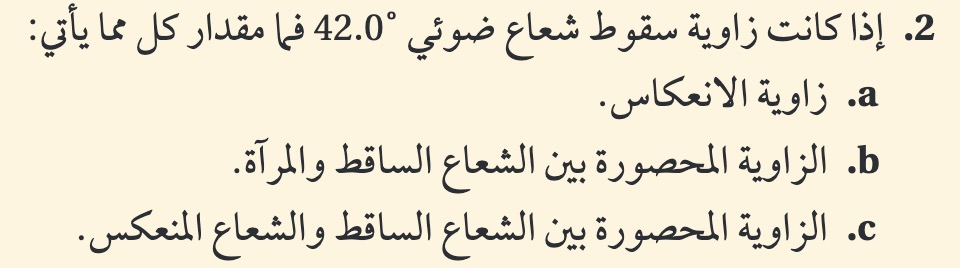 2. إذا كانت زاوية سقوط شعاع ضوئي 42.0° فما مقدار كل مما يأتي:
a. زاوية الانعكاس.
b. الزاوية المحصورة بين الشعاع الساقط والمرآة.
c. الزاوية المحصورة بين الشعاع الساقط والشعاع المنعكس.